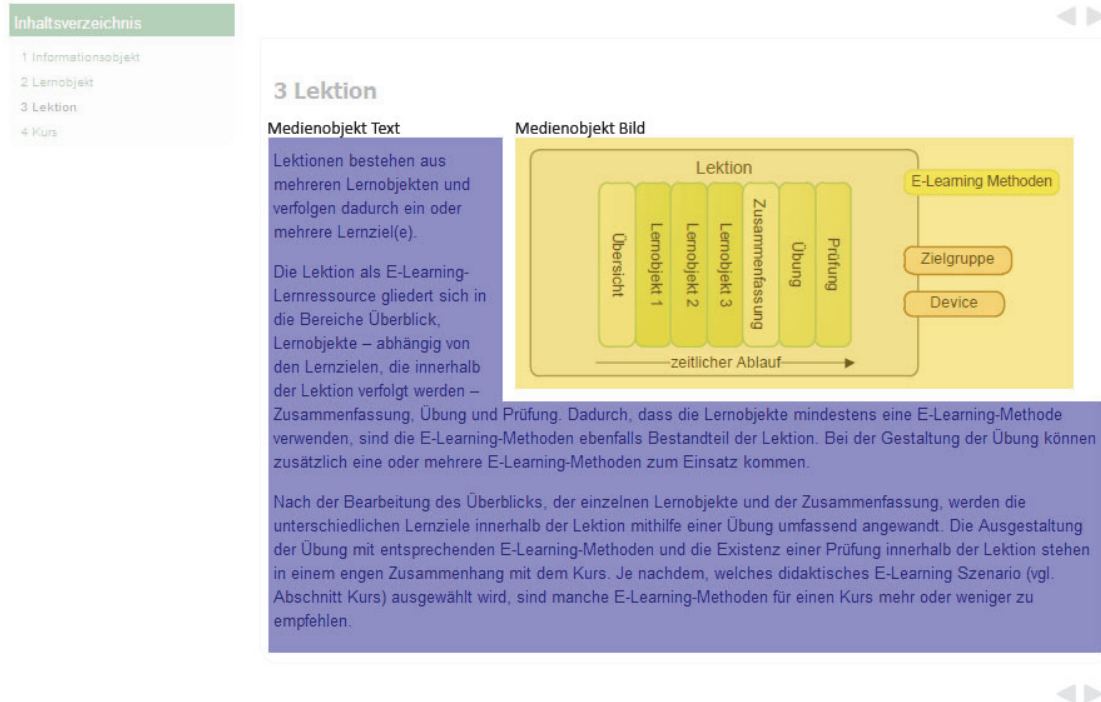 Inhaltsverzeichnis
1 Informationsobjekt
2 Lernobjekt
3 Lektion
4 Kurs
3 Lektion
Medienobjekt Text
Lektionen bestehen aus
mehreren Lernobjekten und
verfolgen dadurch ein oder
mehrere Lernziel(e).
Die Lektion als E-Learning-
Lernressource gliedert sich in
die Bereiche Überblick,
Lernobjekte – abhängig von
den Lernzielen, die innerhalb
der Lektion verfolgt werden –
Medienobjekt Bild
Lektion
Übersicht
Lernobjekt 1
Lernobjekt 2
Lernobjekt 3
Zusammenfassung
Übung
Prüfung
zeitlicher Ablauf
E-Learning Methoden
Zielgruppe
Device
Zusammenfassung, Übung und Prüfung. Dadurch, dass die Lernobjekte mindestens eine E-Learning-Methode
verwenden, sind die E-Learning-Methoden ebenfalls Bestandteil der Lektion. Bei der Gestaltung der Übung können
zusätzlich eine oder mehrere E-Learning-Methoden zum Einsatz kommen.
Nach der Bearbeitung des Überblicks, der einzelnen Lernobjekte und der Zusammenfassung, werden die
unterschiedlichen Lernziele innerhalb der Lektion mithilfe einer Übung umfassend angewandt. Die Ausgestaltung
der Übung mit entsprechenden E-Learning-Methoden und die Existenz einer Prüfung innerhalb der Lektion stehen
in einem engen Zusammenhang mit dem Kurs. Je nachdem, welches didaktisches E-Learning Szenario (vgl.
Abschnitt Kurs) ausgewählt wird, sind manche E-Learning-Methoden für einen Kurs mehr oder weniger zu
empfehlen.